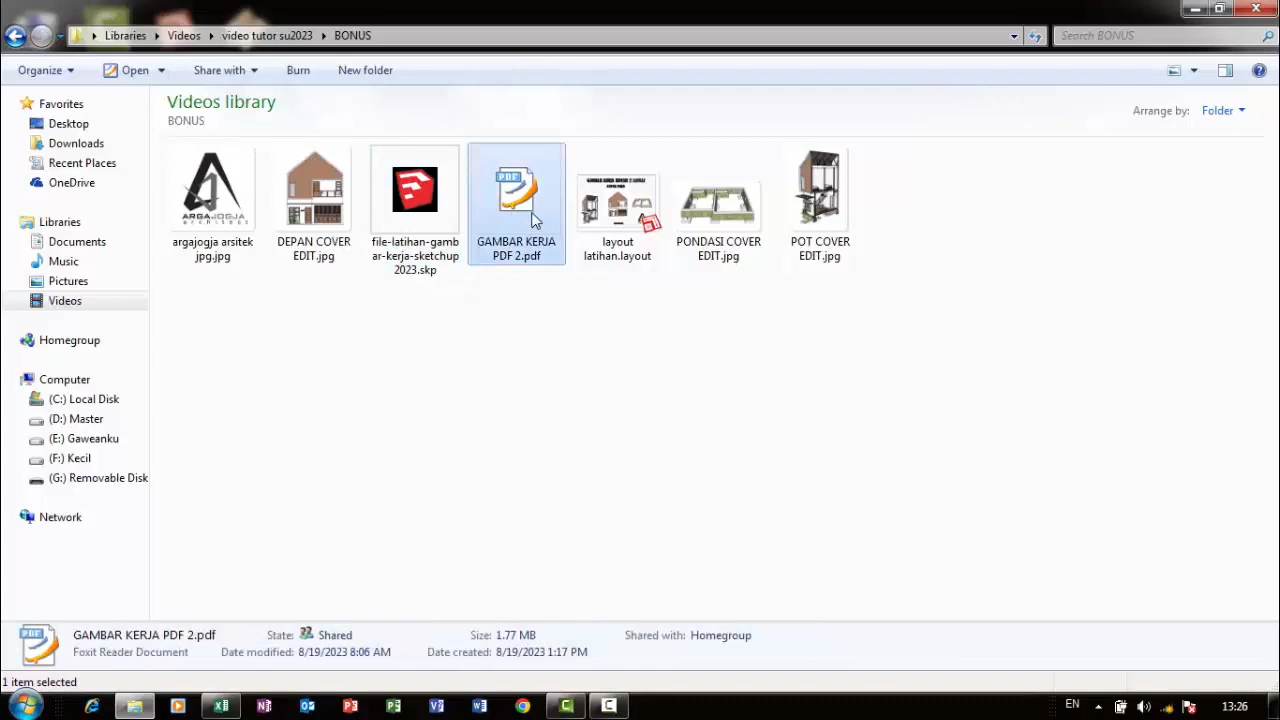 Libraries Videos video tutor su2023 BONUS
Search BONUS
Organize Open Share with Burn New folder
Favorites
Desktop
Downloads
Recent Places
OneDrive
Libraries
Documents
Music
Pictures
Videos
Homegroup
Computer
(C:) Local Disk
(D:) Master
(E:) Gaweanku
(F:) Kecil
(G:) Removable Disk
Network
Videos library
BONUS
Arrange by: Folder
ARGAJOGJA
PDF
argajogja arsitek
jpg.jpg
DEPAN COVER
EDIT.jpg
file-latihan-gamb
ar-kerja-sketchup
2023.skp
GAMBAR KERJA
PDF 2.pdf
layout
latihan.layout
PONDASI COVER
EDIT.jpg
POT COVER
EDIT.jpg
PDF
GAMBAR KERJA PDF 2.pdf State: Shared Size: 1.77 MB Shared with: Homegroup
Foxit Reader Document Date modified: 8/19/2023 8:06 AM Date created: 8/19/2023 1:17 PM
1 item selected
EN 13:26